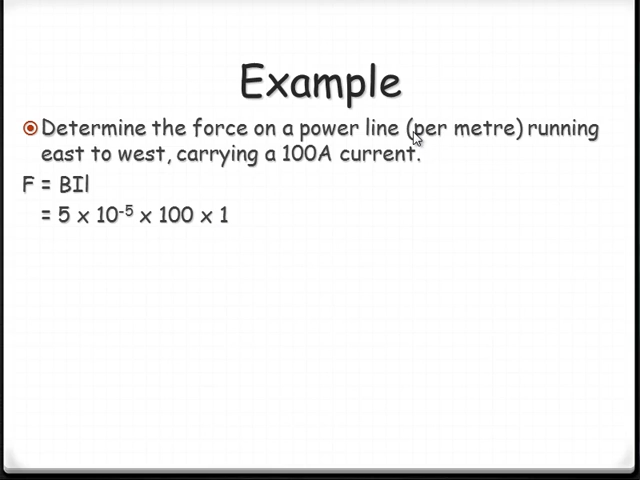 Example
Determine the force on a power line (per metre) running
east to west, carrying a 100A current.
F = BIl
= 5 x 10⁻⁵ x 100 x 1